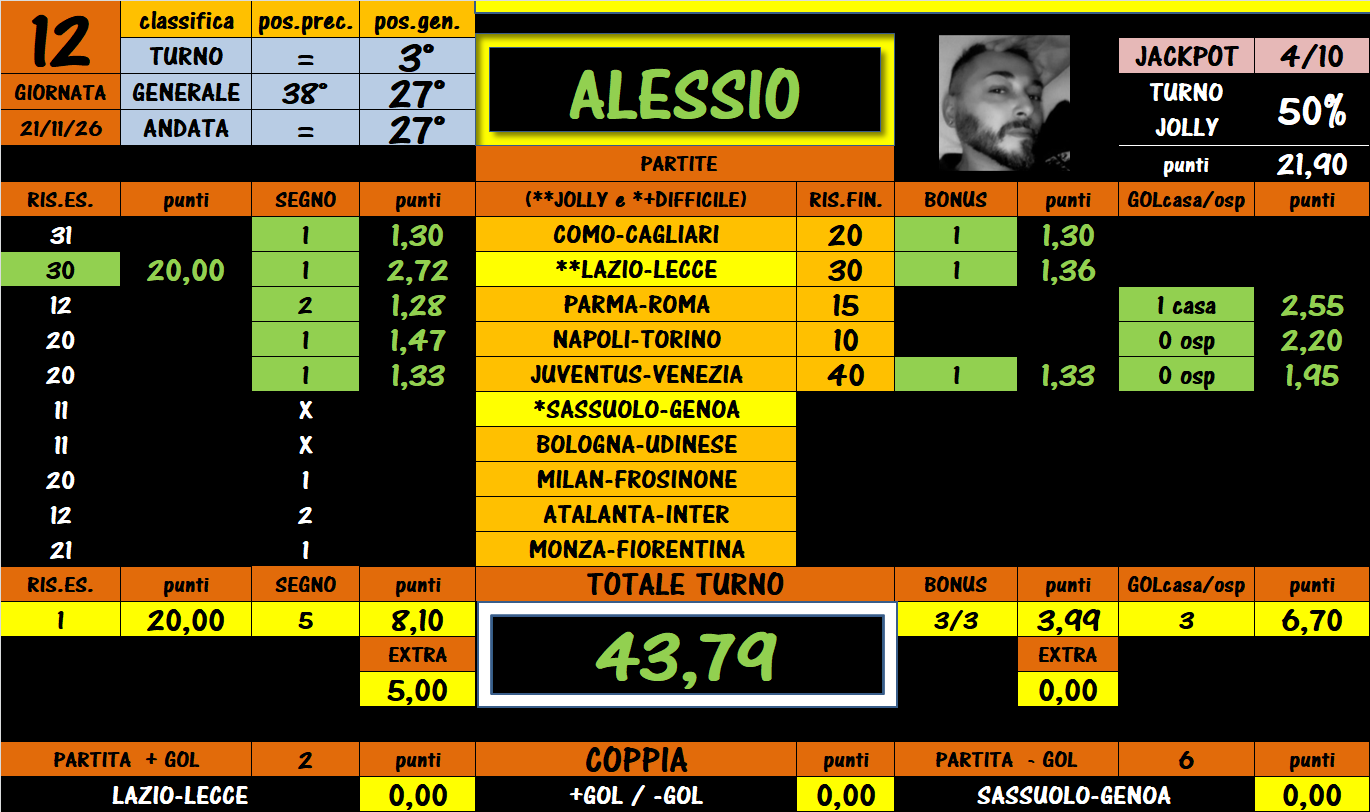 12 classifica pos.prec. pos.gen.
TURNO = 3° ALESSIO JACKPOT 4/10
GIORNATA GENERALE 38° 27° TURNO JOLLY 50%
21/11/26 ANDATA = 27°
PARTITE punti 21,90
RIS.ES. punti SEGNO punti (**JOLLY e *+DIFFICILE) RIS.FIN. BONUS punti GOLcasa/osp punti
31 1 1,30 COMO-CAGLIARI 20 1 1,30
30 20,00 1 2,72 **LAZIO-LECCE 30 1 1,36
12 2 1,28 PARMA-ROMA 15 1 casa 2,55
20 1 1,47 NAPOLI-TORINO 10 0 osp 2,20
20 1 1,33 JUVENTUS-VENEZIA 40 1 1,33 0 osp 1,95
11 X *SASSUOLO-GENOA
11 X BOLOGNA-UDINESE
20 1 MILAN-FROSINONE
12 2 ATALANTA-INTER
21 1 MONZA-FIORENTINA
RIS.ES. punti SEGNO punti TOTALE TURNO BONUS punti GOLcasa/osp punti
1 20,00 5 8,10 43,79 3/3 3,99 3 6,70
EXTRA EXTRA
5,00 0,00
PARTITA + GOL 2 punti COPPIA punti PARTITA - GOL 6 punti
LAZIO-LECCE 0,00 +GOL / -GOL 0,00 SASSUOLO-GENOA 0,00